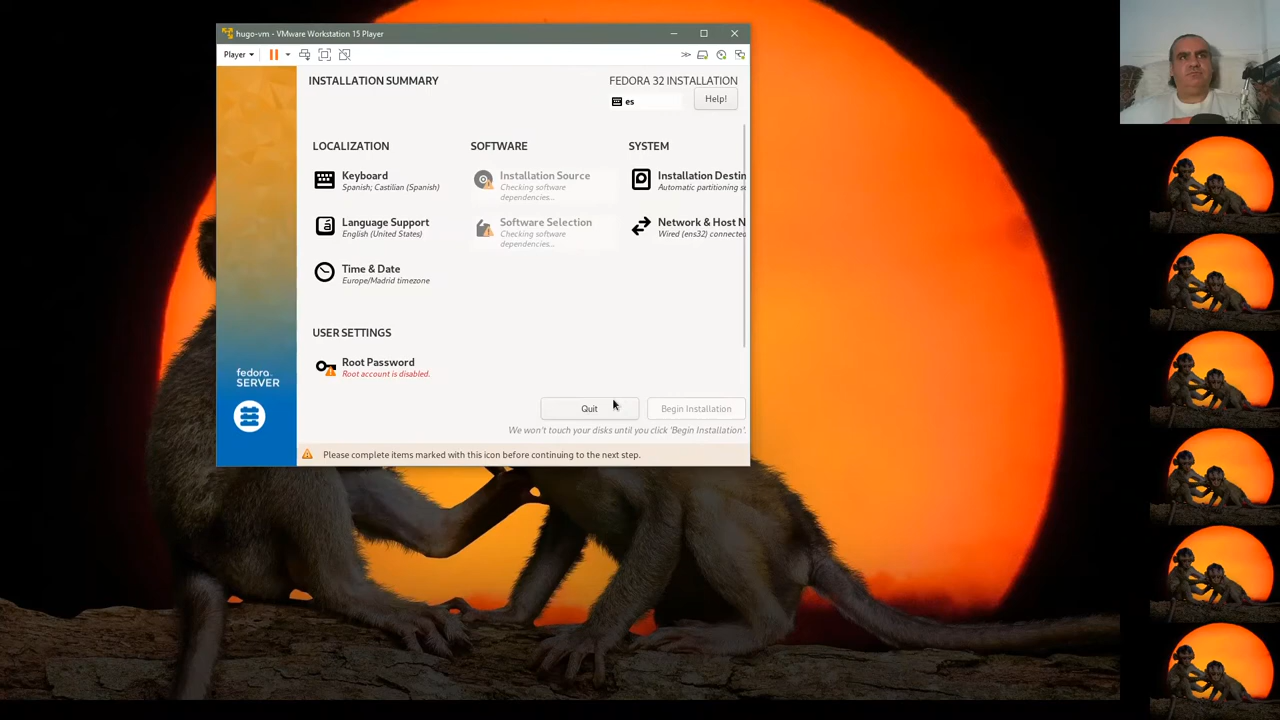 hugo-vm - VMware Workstation 15 Player
Player
INSTALLATION SUMMARY
FEDORA 32 INSTALLATION
es
Help!
LOCALIZATION
Keyboard
Spanish; Castilian (Spanish)
Language Support
English (United States)
Time & Date
Europe/Madrid timezone
SOFTWARE
Installation Source
Checking software
dependencies...
Software Selection
Checking software
dependencies...
SYSTEM
Installation Destin
Automatic partitioning se
Network & Host N
Wired (ens32) connected
USER SETTINGS
Root Password
Root account is disabled.
fedora
SERVER
Quit
Begin Installation
We won't touch your disks until you click 'Begin Installation'.
Please complete items marked with this icon before continuing to the next step.